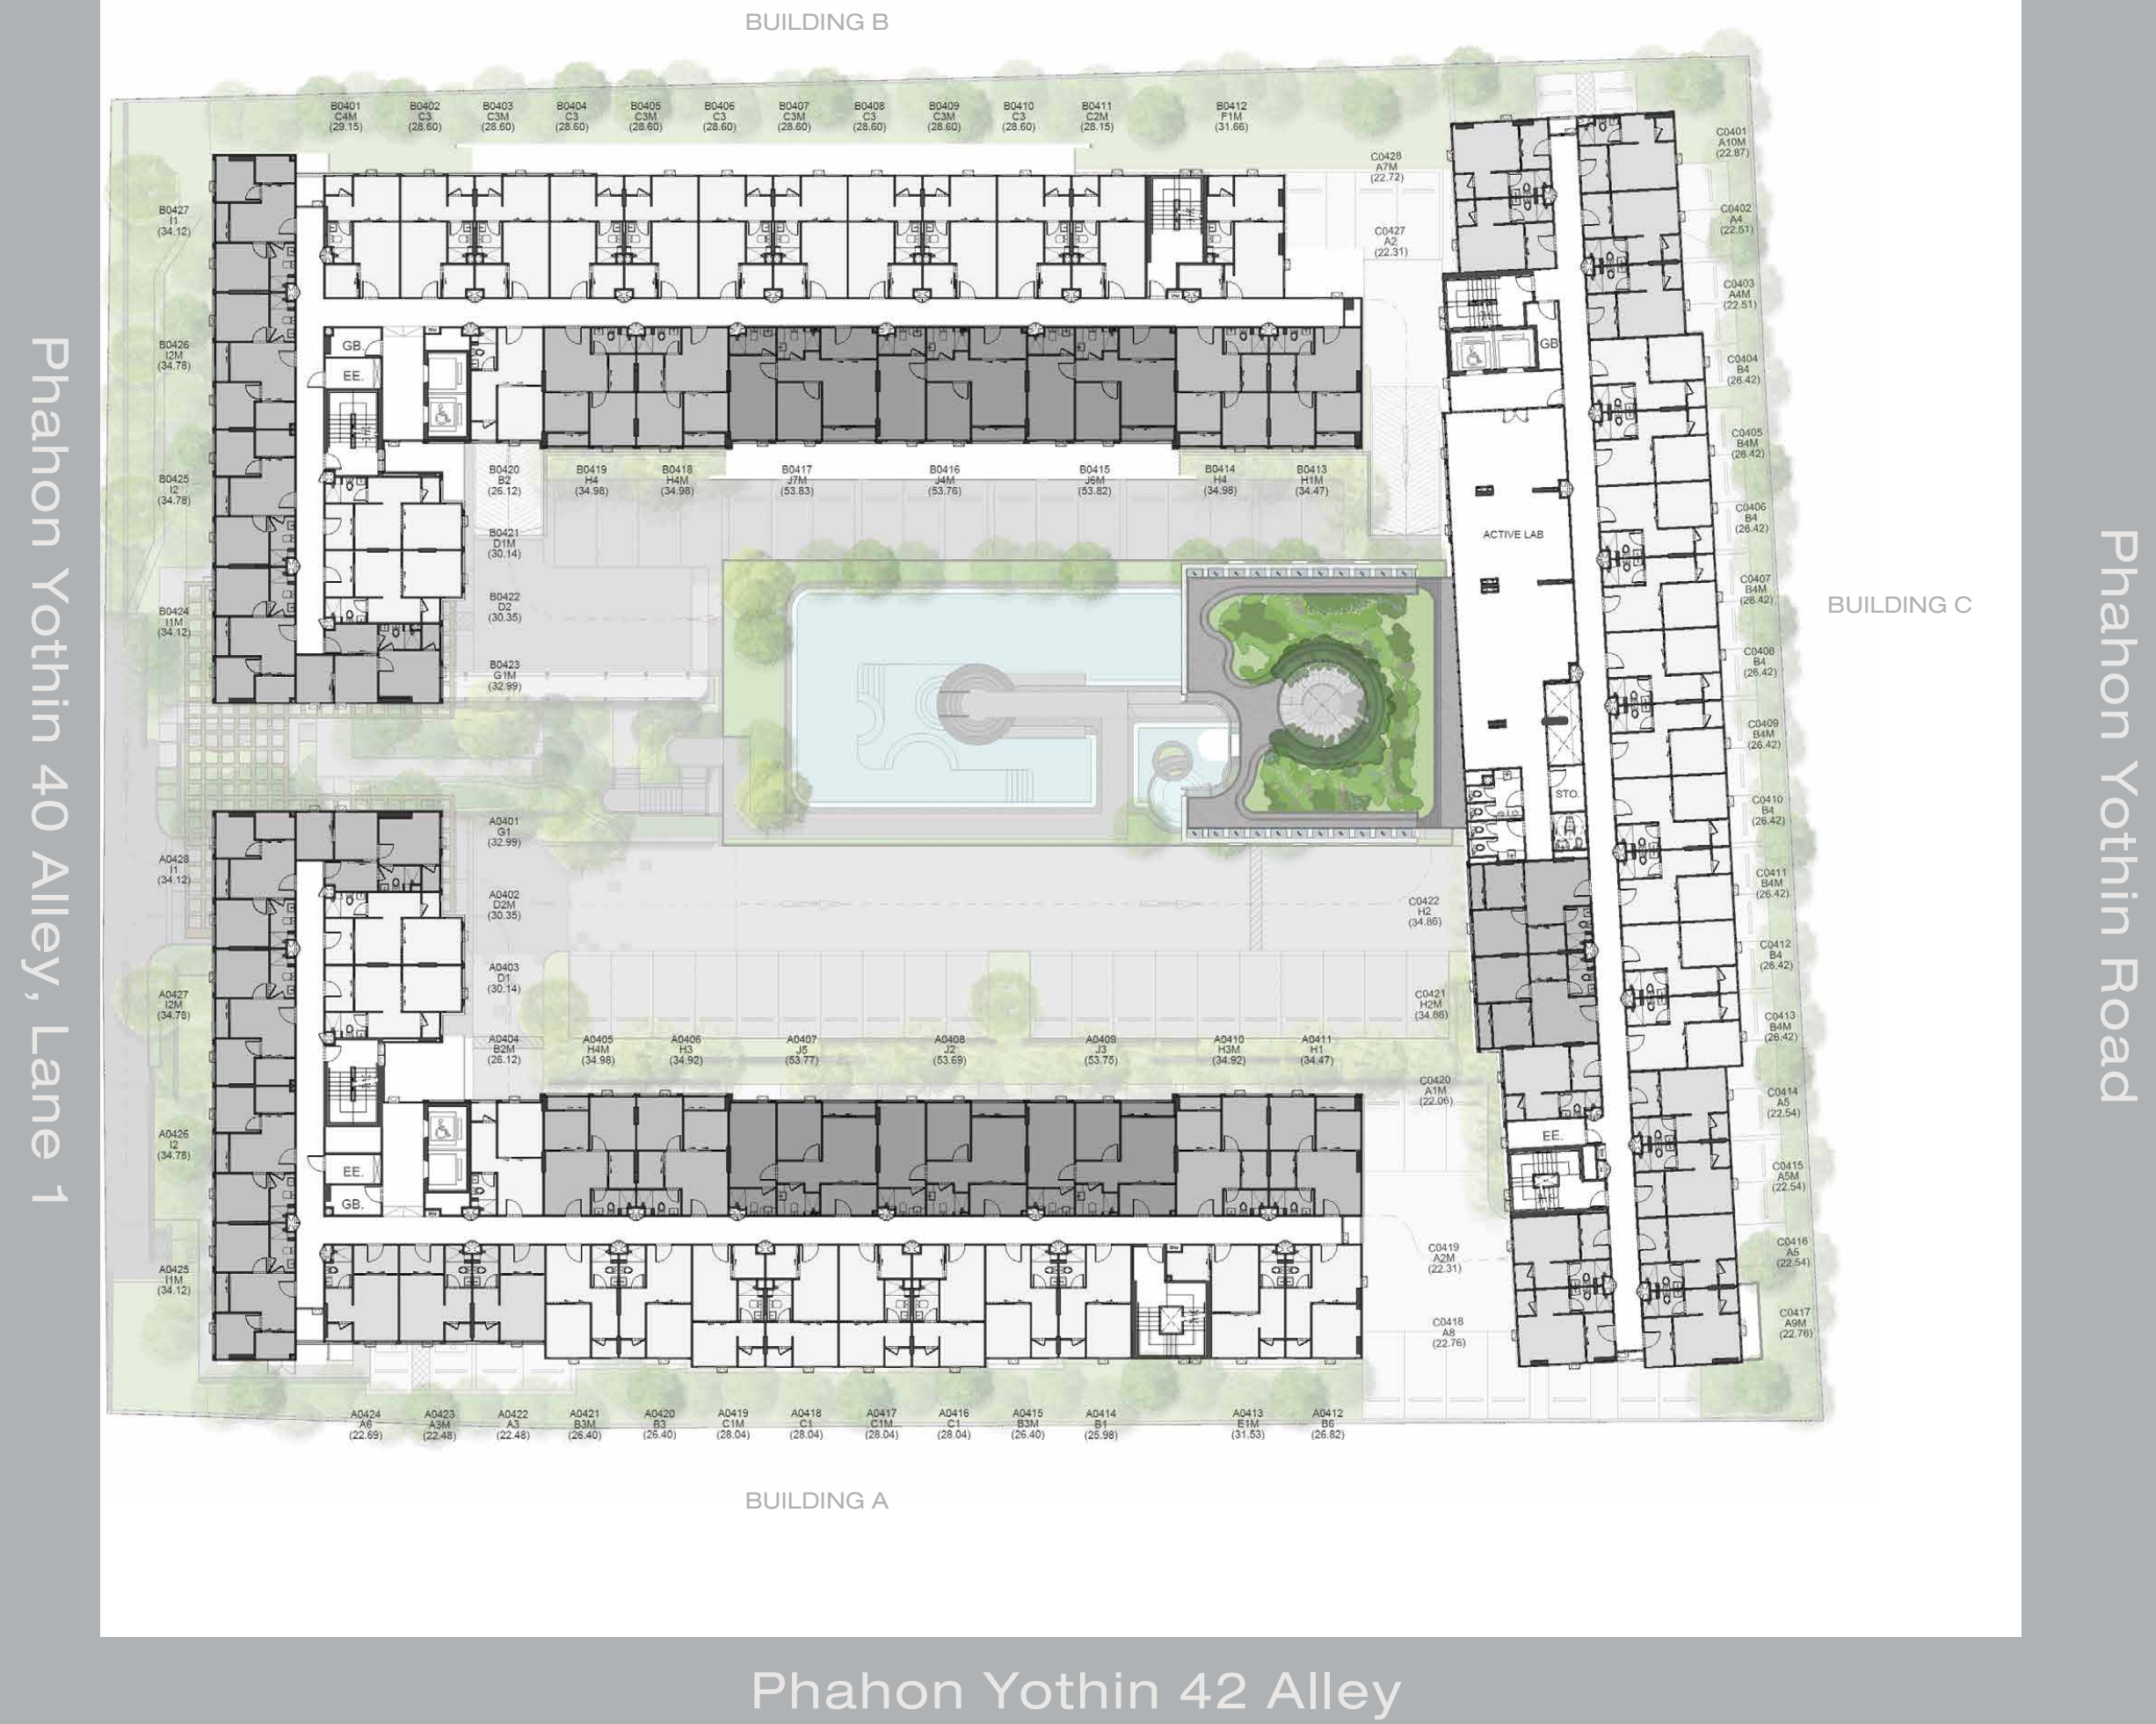 BUILDING B
B0401
C4M
(29.15)
B0402
C3
(28.60)
B0403
C3M
(28.60)
B0404
C3
(28.60)
B0405
C3M
(28.60)
B0406
C3
(28.60)
B0407
C3M
(28.60)
B0408
C3
(28.60)
B0409
C3M
(28.60)
B0410
C3
(28.60)
B0411
C2M
(28.15)
B0412
F1M
(31.66)
C0428
A7M
(22.72)
C0427
A2
(22.31)
C0401
A10M
(22.87)
C0402
A4
(22.51)
C0403
A4M
(22.51)
C0404
B4
(26.42)
C0405
B4M
(26.42)
C0406
B4
(26.42)
C0407
B4M
(26.42)
C0408
B4
(26.42)
C0409
B4M
(26.42)
C0410
B4
(26.42)
C0411
B4M
(26.42)
C0412
B4
(26.42)
C0413
B4M
(26.42)
C0414
A5
(22.54)
C0415
A5M
(22.54)
C0416
A5
(22.54)
C0417
A9M
(22.76)
BUILDING C
B0427
I1
(34.12)
B0426
I2M
(34.78)
B0425
I2
(34.78)
B0424
I1M
(34.12)
GB.
EE.
B0420
B2
(26.12)
B0419
H4
(34.98)
B0418
H4M
(34.98)
B0417
J7M
(53.83)
B0416
J4M
(53.76)
B0415
J6M
(53.82)
B0414
H4
(34.98)
B0413
H1M
(34.47)
B0421
D1M
(30.14)
B0422
D2
(30.35)
B0423
G1M
(32.99)
GB
ACTIVE LAB
STO.
A0401
G1
(32.99)
A0402
D2M
(30.35)
A0403
D1
(30.14)
A0404
B2M
(26.12)
A0405
H4M
(34.98)
A0406
H3
(34.92)
A0407
J5
(53.77)
A0408
J2
(53.69)
A0409
J3
(53.75)
A0410
H3M
(34.92)
A0411
H1
(34.47)
C0422
H2
(34.86)
C0421
H2M
(34.86)
C0420
A1M
(22.06)
EE.
C0419
A2M
(22.31)
C0418
A8
(22.76)
A0428
I1
(34.12)
A0427
I2M
(34.78)
A0426
I2
(34.78)
A0425
I1M
(34.12)
EE.
GB.
A0424
A6
(22.69)
A0423
A3M
(22.48)
A0422
A3
(22.48)
A0421
B3M
(26.40)
A0420
B3
(26.40)
A0419
C1M
(28.04)
A0418
C1
(28.04)
A0417
C1M
(28.04)
A0416
C1
(28.04)
A0415
B3M
(26.40)
A0414
B1
(25.98)
A0413
E1M
(31.53)
A0412
B6
(26.82)
BUILDING A
Phahon Yothin 40 Alley, Lane 1
Phahon Yothin Road
Phahon Yothin 42 Alley